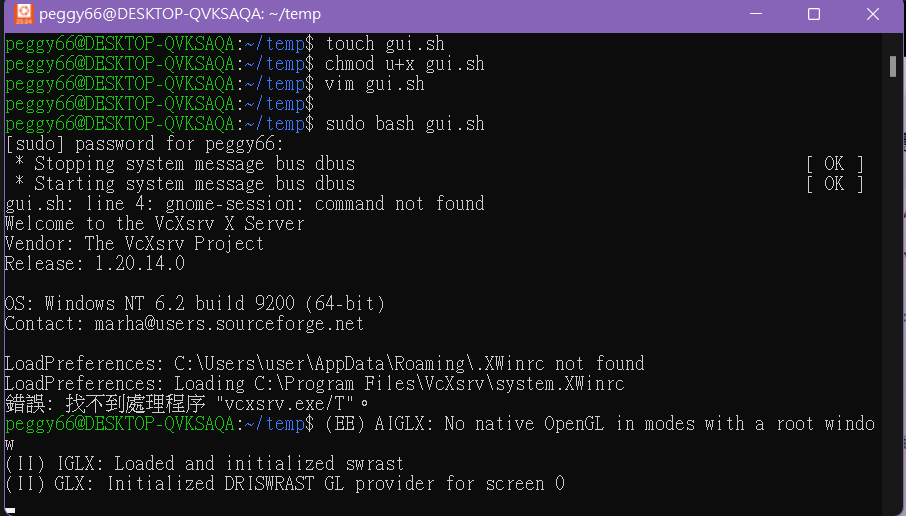 peggy66@DESKTOP-QVKSAQA: ~/temp
peggy66@DESKTOP-QVKSAQA:~/temp$ touch gui.sh
peggy66@DESKTOP-QVKSAQA:~/temp$ chmod u+x gui.sh
peggy66@DESKTOP-QVKSAQA:~/temp$ vim gui.sh
peggy66@DESKTOP-QVKSAQA:~/temp$
peggy66@DESKTOP-QVKSAQA:~/temp$ sudo bash gui.sh
[sudo] password for peggy66:
 * Stopping system message bus dbus [ OK ]
 * Starting system message bus dbus [ OK ]
gui.sh: line 4: gnome-session: command not found
Welcome to the VcXsrv X Server
Vendor: The VcXsrv Project
Release: 1.20.14.0
OS: Windows NT 6.2 build 9200 (64-bit)
Contact: marha@users.sourceforge.net
LoadPreferences: C:\Users\user\AppData\Roaming\.XWinrc not found
LoadPreferences: Loading C:\Program Files\VcXsrv\system.XWinrc
錯誤: 找不到處理程序 "vcxsrv.exe/T"。
peggy66@DESKTOP-QVKSAQA:~/temp$ (EE) AIGLX: No native OpenGL in modes with a root windo
w
(II) IGLX: Loaded and initialized swrast
(II) GLX: Initialized DRISWRAST GL provider for screen 0